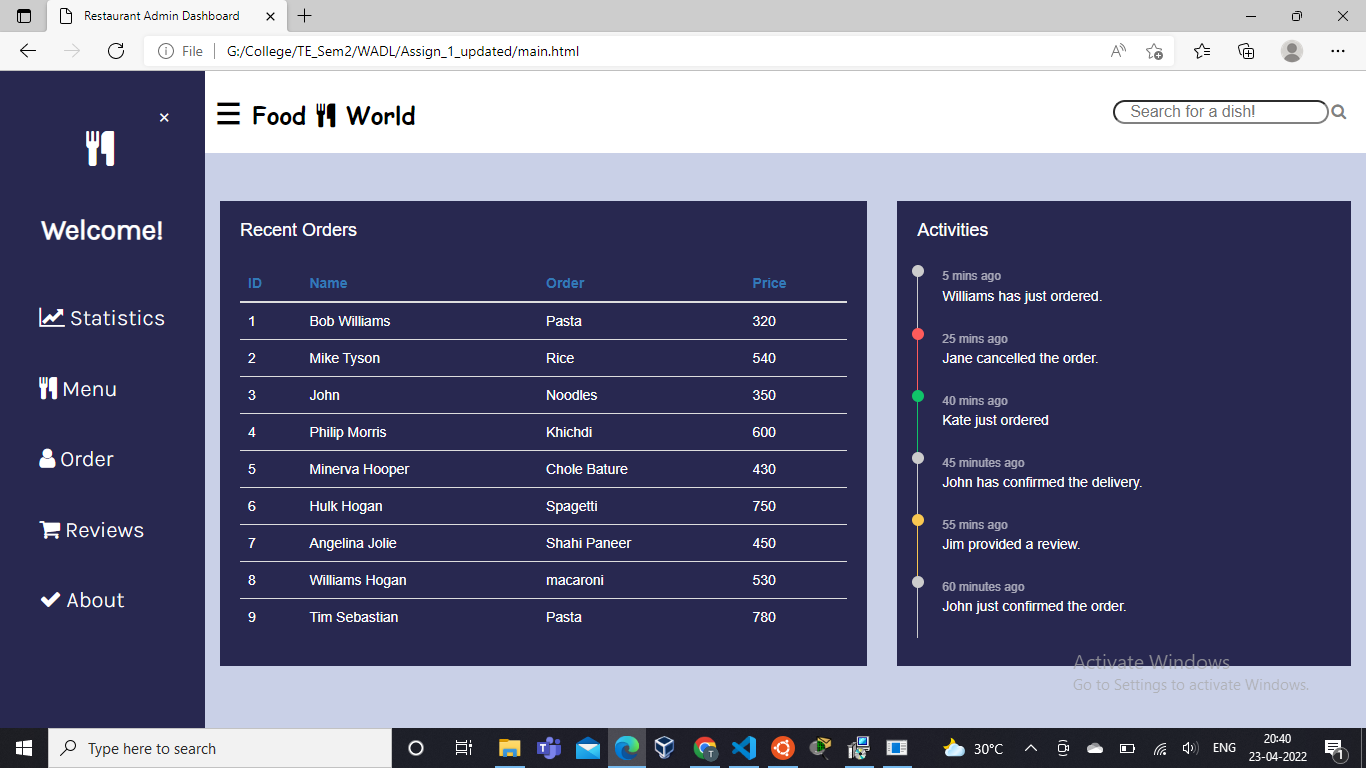 Restaurant Admin Dashboard
File G:/College/TE_Sem2/WADL/Assign_1_updated/main.html
×
☰ Food World
Search for a dish!
Welcome!
Statistics
Menu
Order
Reviews
About
Recent Orders
ID Name Order Price
1 Bob Williams Pasta 320
2 Mike Tyson Rice 540
3 John Noodles 350
4 Philip Morris Khichdi 600
5 Minerva Hooper Chole Bature 430
6 Hulk Hogan Spagetti 750
7 Angelina Jolie Shahi Paneer 450
8 Williams Hogan macaroni 530
9 Tim Sebastian Pasta 780
Activities
5 mins ago
Williams has just ordered.
25 mins ago
Jane cancelled the order.
40 mins ago
Kate just ordered
45 minutes ago
John has confirmed the delivery.
55 mins ago
Jim provided a review.
60 minutes ago
John just confirmed the order.
Activate Windows
Go to Settings to activate Windows.
Type here to search
30°C
ENG
20:40
23-04-2022
1